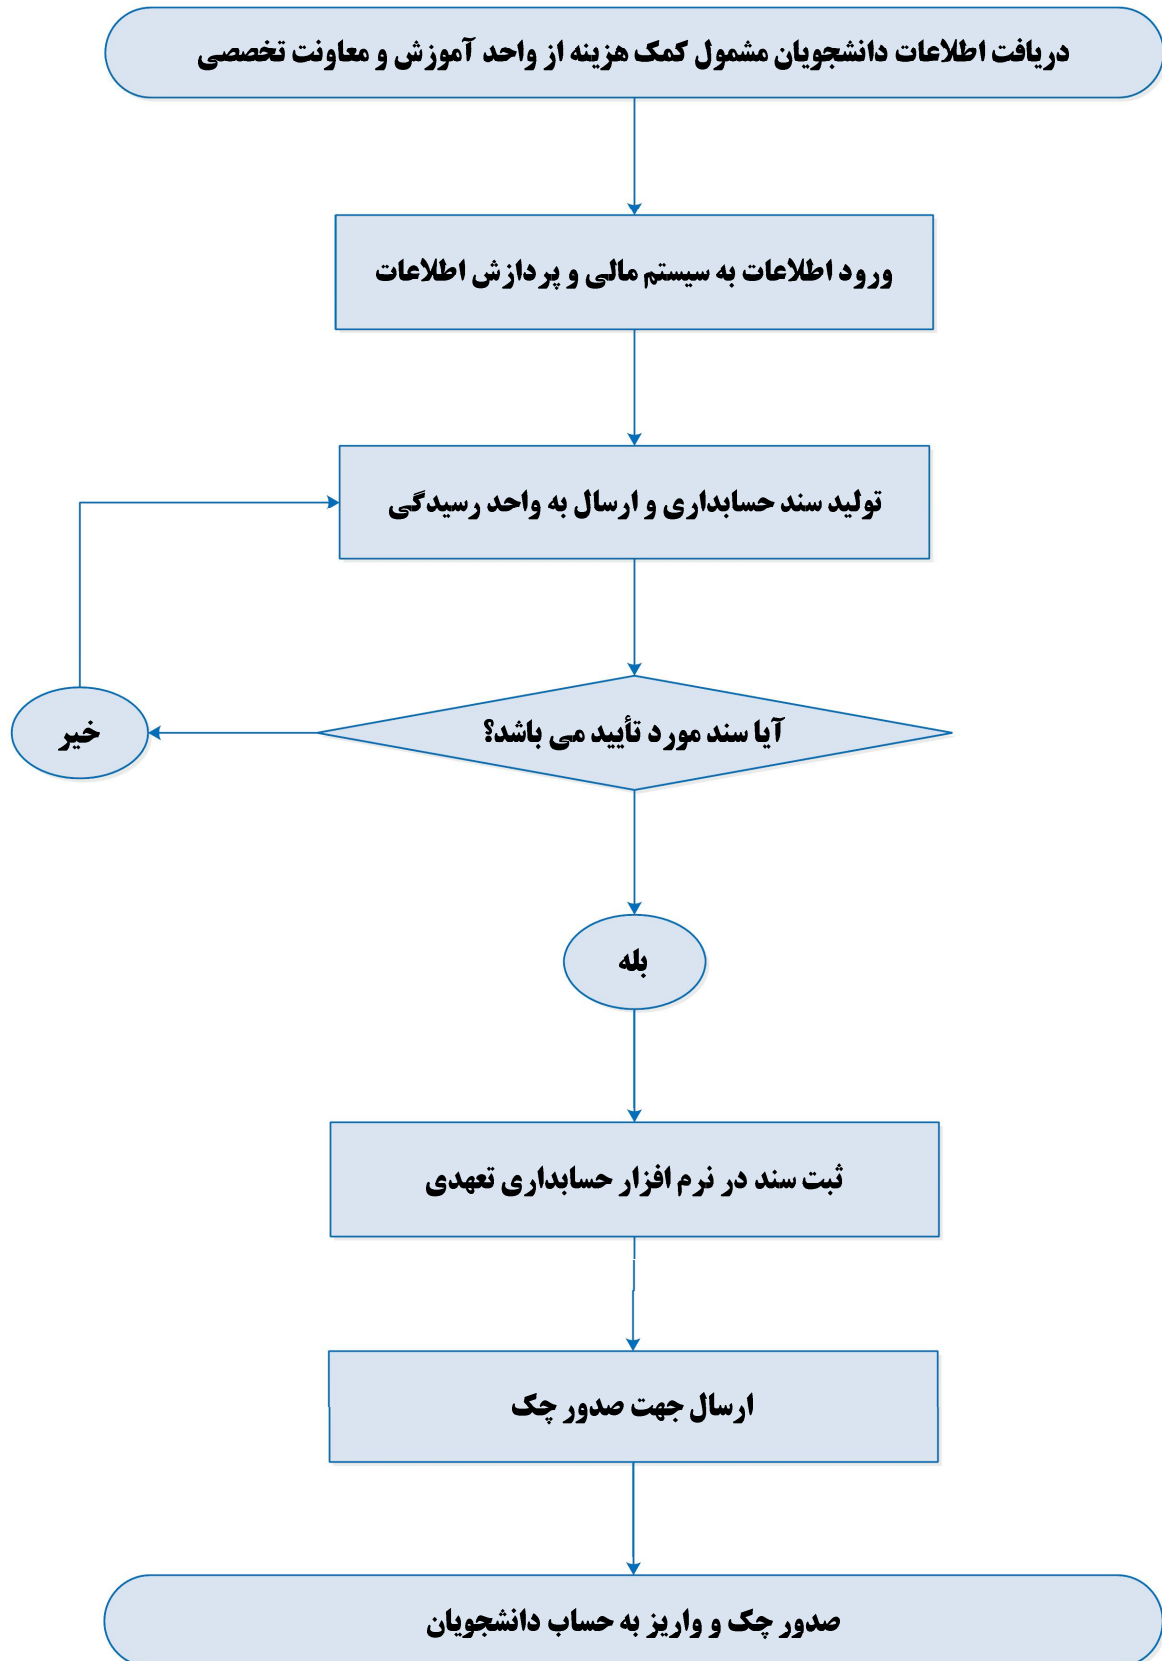 دریافت اطلاعات دانشجویان مشمول کمک هزینه از واحد آموزش و معاونت تخصصی
ورود اطلاعات به سیستم مالی و پردازش اطلاعات
تولید سند حسابداری و ارسال به واحد رسیدگی
آیا سند مورد تأیید می باشد؟
خیر
بله
ثبت سند در نرم افزار حسابداری تعهدی
ارسال جهت صدور چک
صدور چک و واریز به حساب دانشجویان